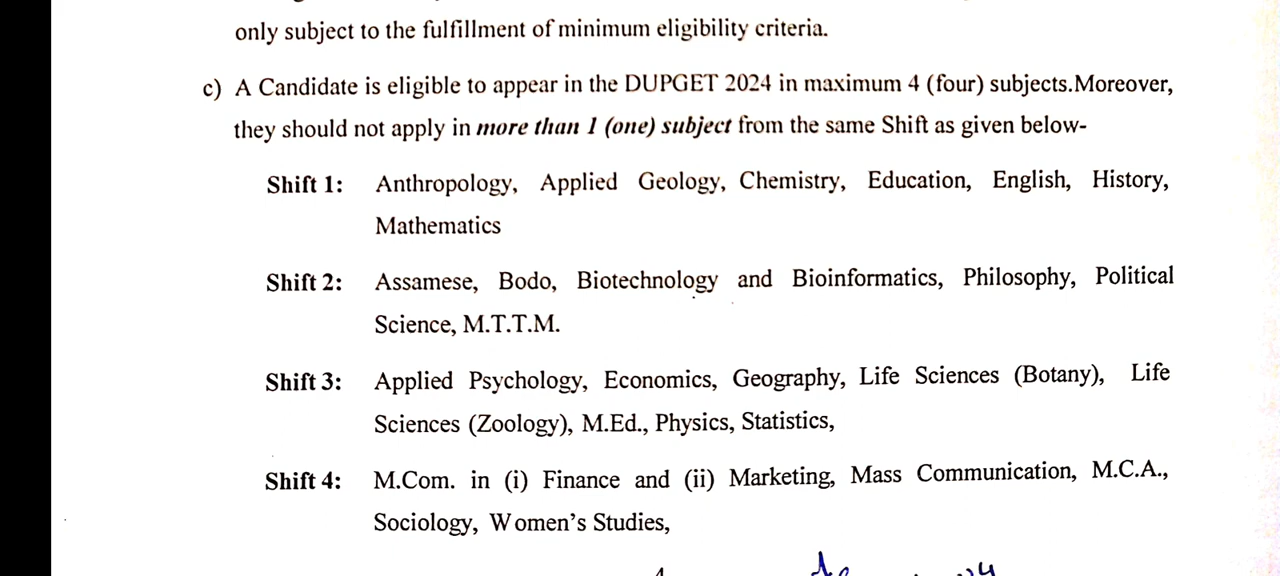 only subject to the fulfillment of minimum eligibility criteria.
c) A Candidate is eligible to appear in the DUPGET 2024 in maximum 4 (four) subjects.Moreover,
they should not apply in more than 1 (one) subject from the same Shift as given below-
Shift 1: Anthropology, Applied Geology, Chemistry, Education, English, History,
Mathematics
Shift 2: Assamese, Bodo, Biotechnology and Bioinformatics, Philosophy, Political
Science, M.T.T.M.
Shift 3: Applied Psychology, Economics, Geography, Life Sciences (Botany), Life
Sciences (Zoology), M.Ed., Physics, Statistics,
Shift 4: M.Com. in (i) Finance and (ii) Marketing, Mass Communication, M.C.A.,
Sociology, Women's Studies,